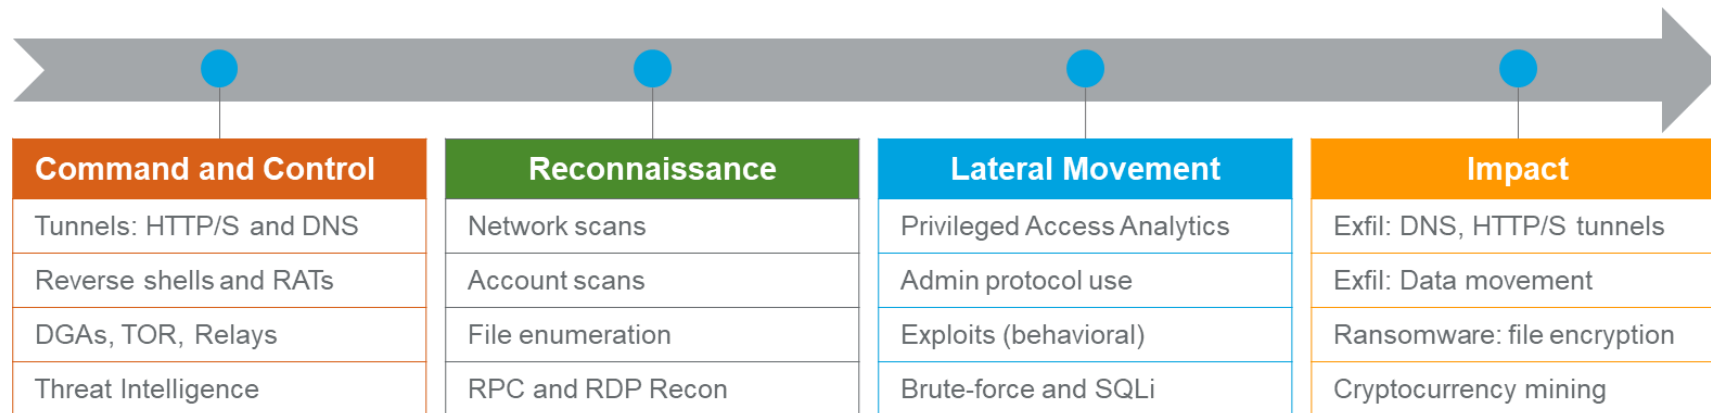 Command and Control
Tunnels: HTTP/S and DNS
Reverse shells and RATs
DGAs, TOR, Relays
Threat Intelligence
Reconnaissance
Network scans
Account scans
File enumeration
RPC and RDP Recon
Lateral Movement
Privileged Access Analytics
Admin protocol use
Exploits (behavioral)
Brute-force and SQLi
Impact
Exfil: DNS, HTTP/S tunnels
Exfil: Data movement
Ransomware: file encryption
Cryptocurrency mining